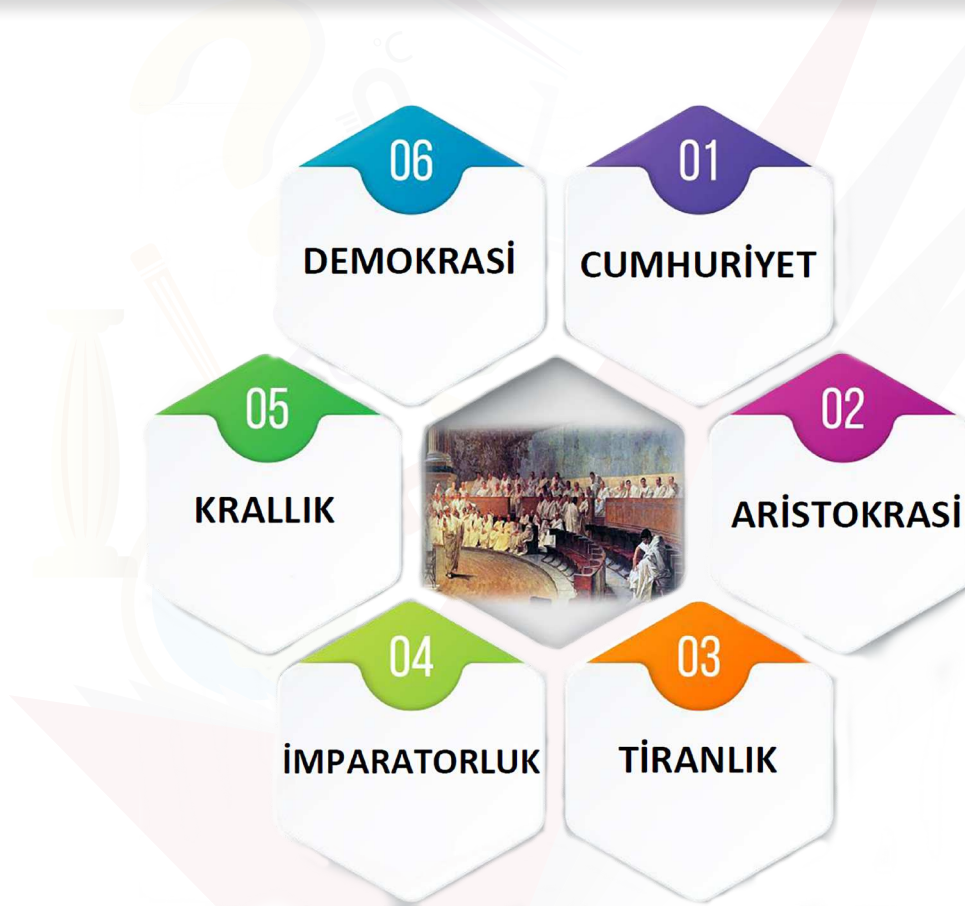 06
DEMOKRASİ
01
CUMHURİYET
05
KRALLIK
02
ARİSTOKRASİ
04
İMPARATORLUK
03
TİRANLIK
°C